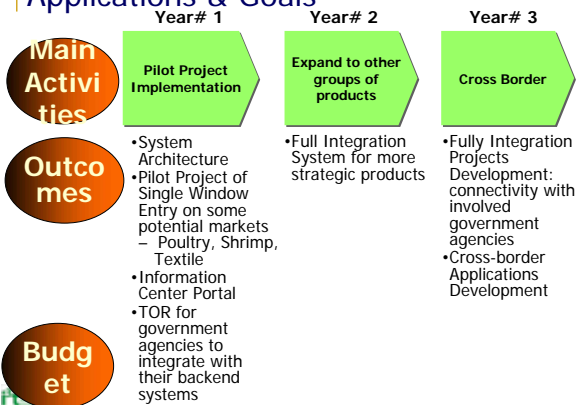 Applications & Goals
Year# 1
Year# 2
Year# 3
Main
Activi
ties
Pilot Project
Implementation
Expand to other
groups of
products
Cross Border
Outco
mes
•System
Architecture
•Pilot Project of
Single Window
Entry on some
potential markets
– Poultry, Shrimp,
Textile
•Information
Center Portal
•TOR for
government
agencies to
integrate with
their backend
systems
•Full Integration
System for more
strategic products
•Fully Integration
Projects
Development:
connectivity with
involved
government
agencies
•Cross-border
Applications
Development
Budg
et